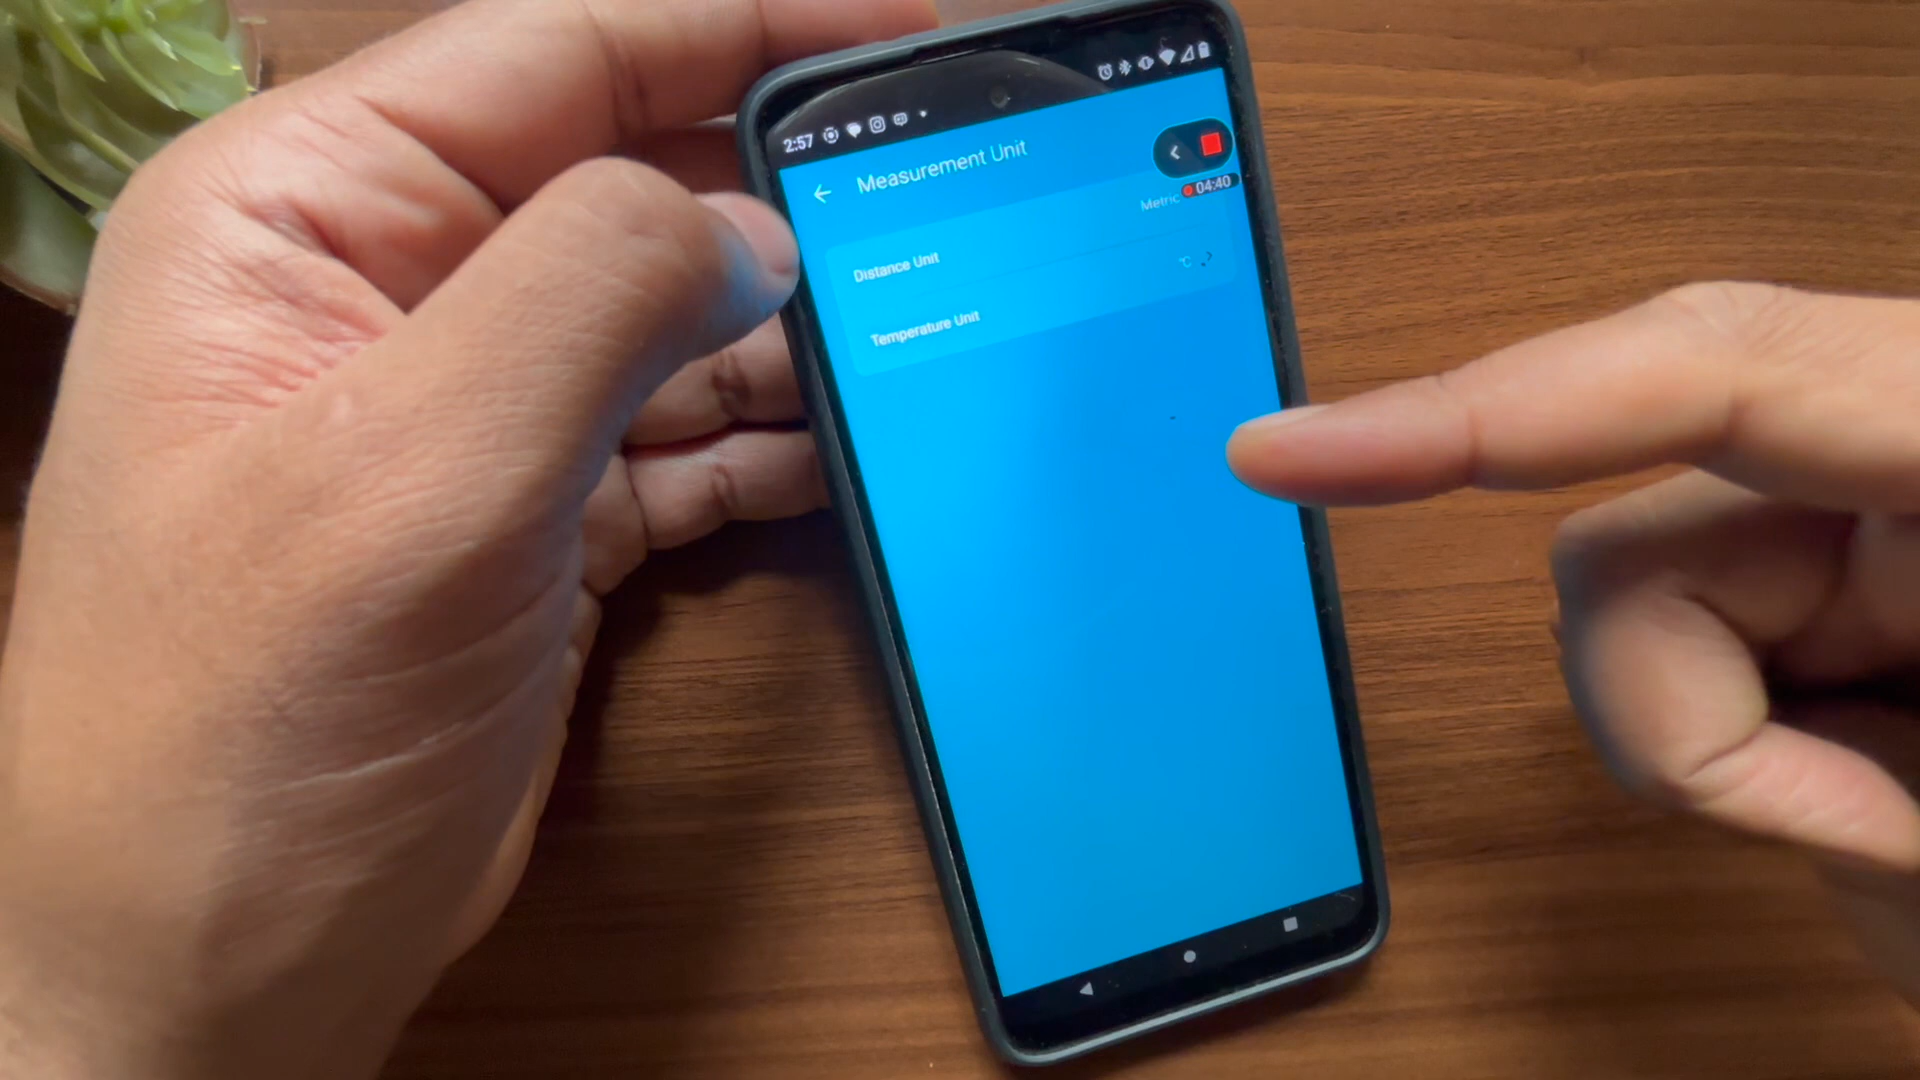 2:57
Measurement Unit
04:40
Distance Unit
Metric
Temperature Unit
°C